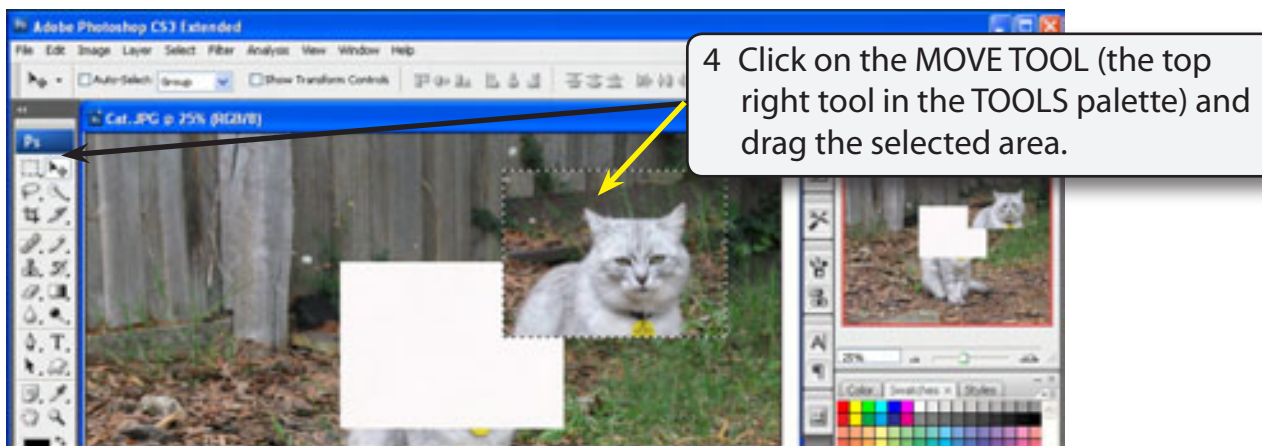 Adobe Photoshop CS3 Extended
File Edit Image Layer Select Filter Analysis View Window Help
Auto-Select: Group Show Transform Controls
4 Click on the MOVE TOOL (the top
right tool in the TOOLS palette) and
drag the selected area.
Cat.JPG @ 25% (RGB/8)
Ps
25%
Color Swatches × Styles